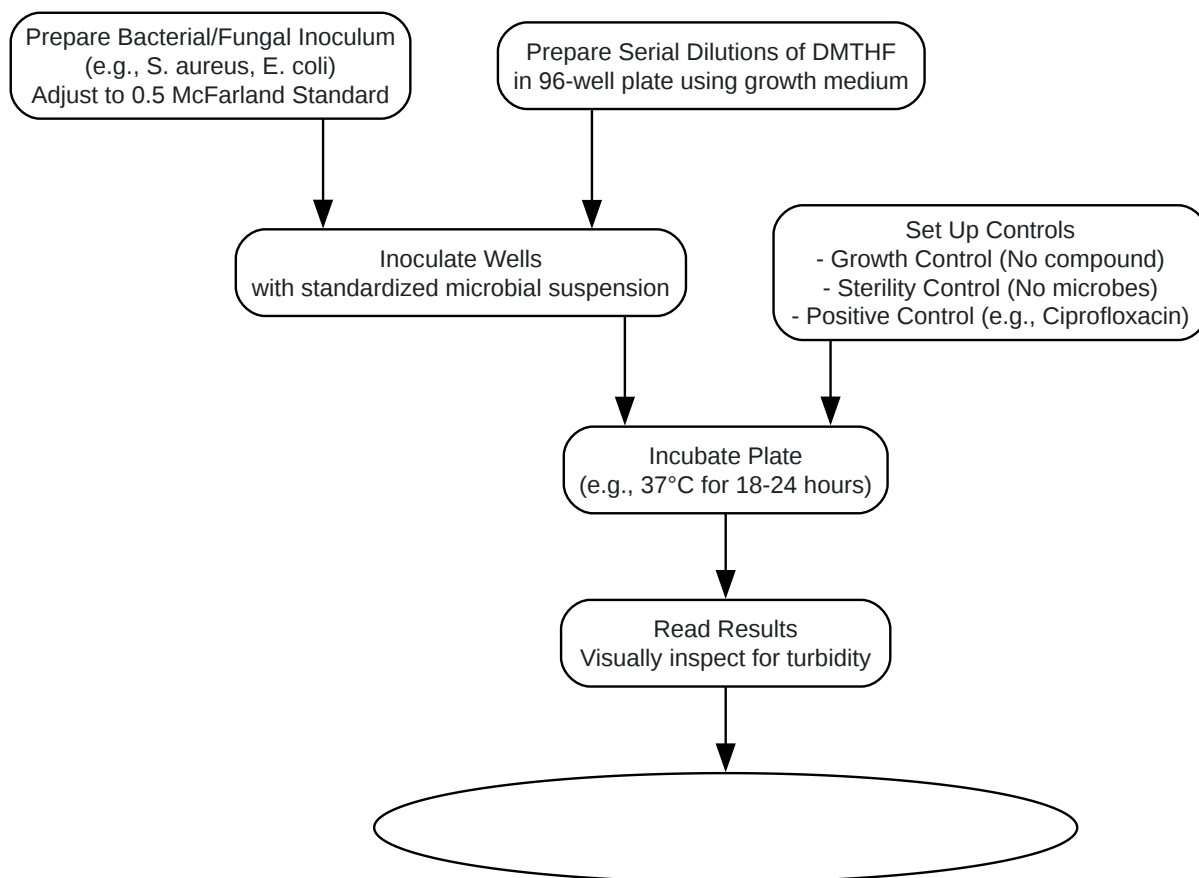 Prepare Bacterial/Fungal Inoculum
(e.g., S. aureus, E. coli)
Adjust to 0.5 McFarland Standard
Prepare Serial Dilutions of DMTHF
in 96-well plate using growth medium
Inoculate Wells
with standardized microbial suspension
Set Up Controls
- Growth Control (No compound)
- Sterility Control (No microbes)
- Positive Control (e.g., Ciprofloxacin)
Incubate Plate
(e.g., 37°C for 18-24 hours)
Read Results
Visually inspect for turbidity